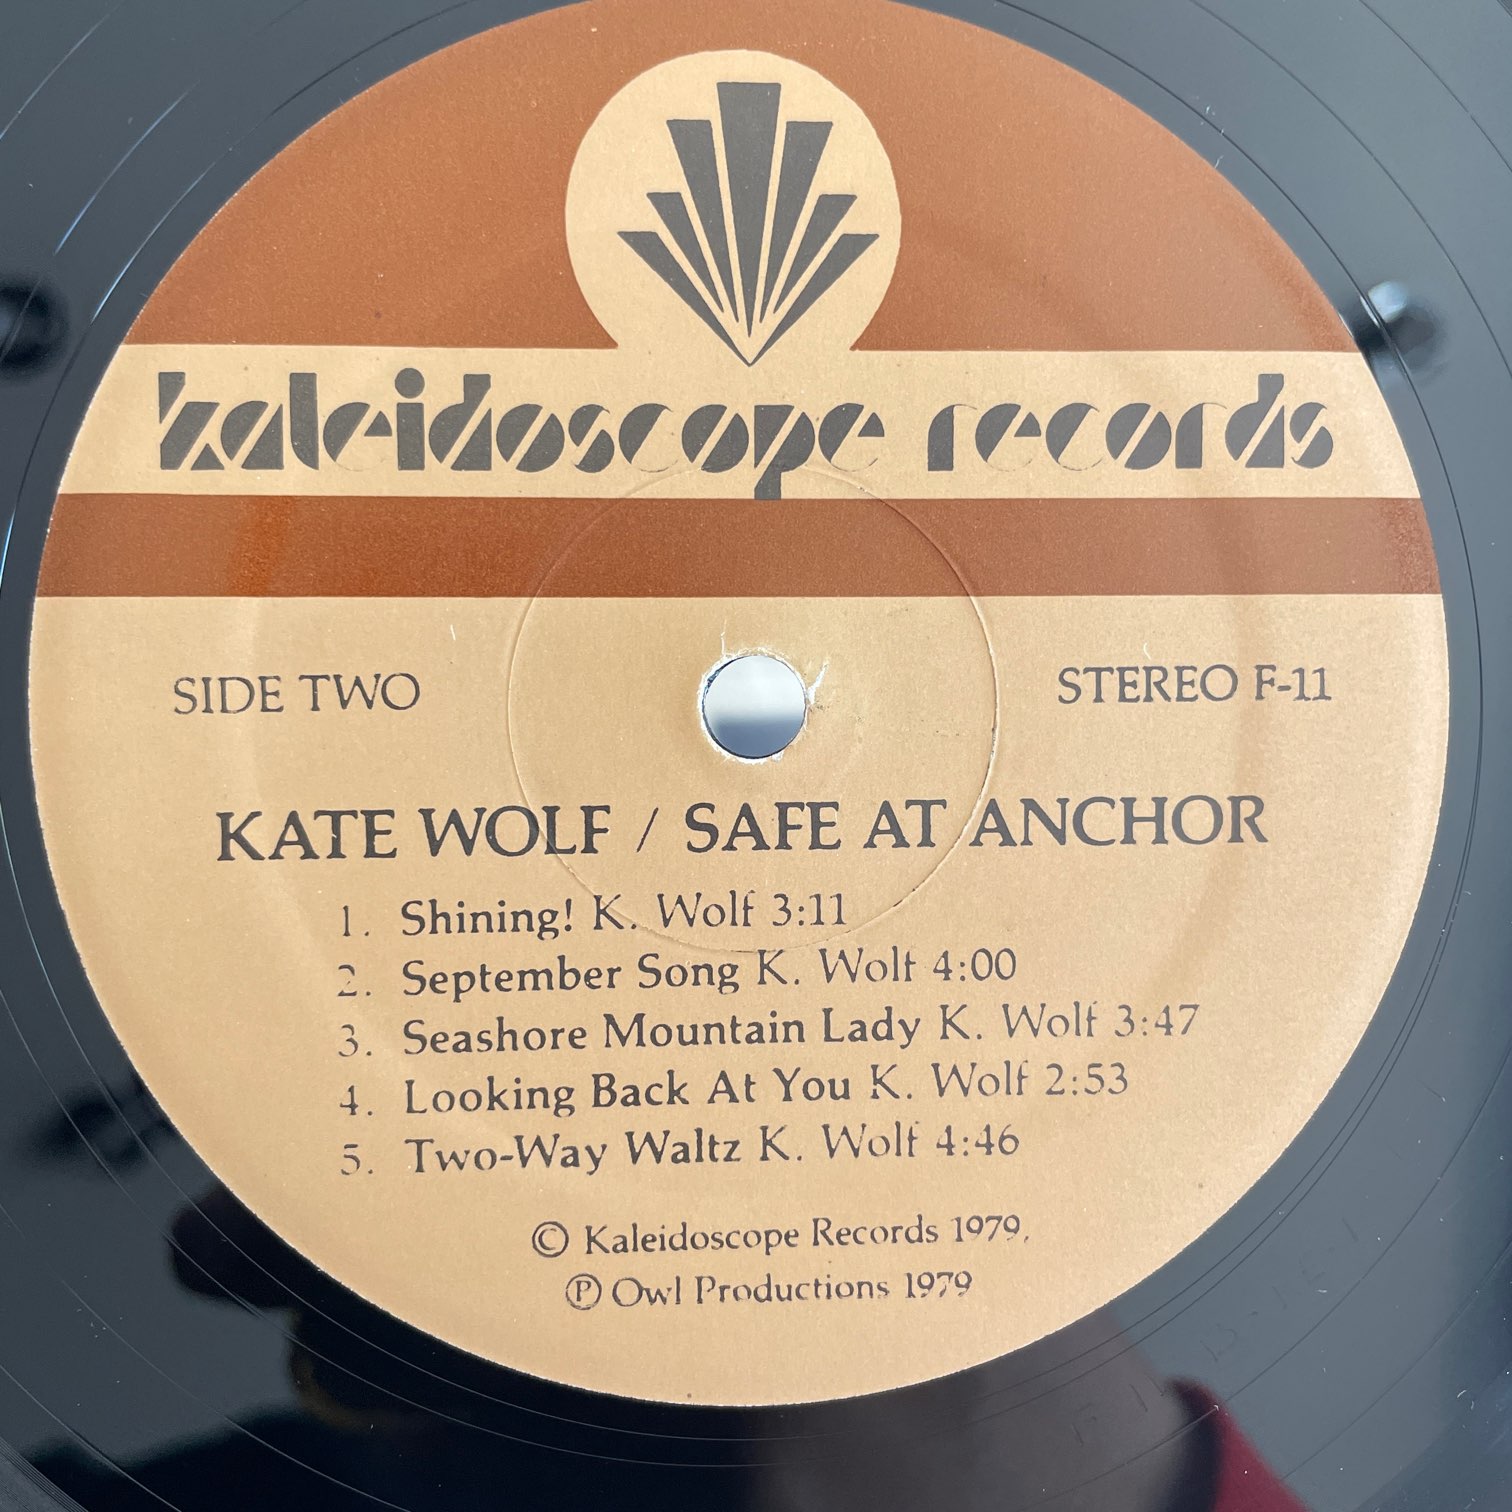 kaleidoscope records
SIDE TWO
STEREO F-11
KATE WOLF / SAFE AT ANCHOR
1. Shining! K. Wolf 3:11
2. September Song K. Wolf 4:00
3. Seashore Mountain Lady K. Wolf 3:47
4. Looking Back At You K. Wolf 2:53
5. Two-Way Waltz K. Wolf 4:46
© Kaleidoscope Records 1979,
℗ Owl Productions 1979